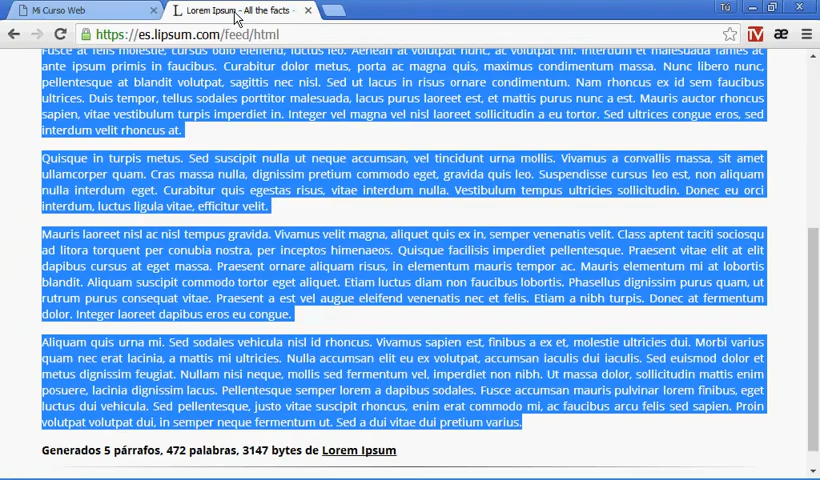 Mi Curso Web
Lorem Ipsum - All the facts -
Tú
https://es.lipsum.com/feed/html
Fusce at felis molestie, cursus odio eleifend, luctus leo. Aenean at volutpat nunc, ac volutpat mi. Interdum et malesuada fames ac
ante ipsum primis in faucibus. Curabitur dolor metus, porta ac magna quis, maximus condimentum massa. Nunc libero nunc,
pellentesque at blandit volutpat, sagittis nec nisl. Sed ut lacus in risus ornare condimentum. Nam rhoncus ex id sem faucibus
ultrices. Duis tempor, tellus sodales porttitor malesuada, lacus purus laoreet est, et mattis purus nunc a est. Mauris auctor rhoncus
sapien, vitae vestibulum turpis imperdiet in. Integer vel magna vel nisl laoreet sollicitudin a eu tortor. Sed ultrices congue eros, sed
interdum velit rhoncus at.
Quisque in turpis metus. Sed suscipit nulla ut neque accumsan, vel tincidunt urna mollis. Vivamus a convallis massa, sit amet
ullamcorper quam. Cras massa nulla, dignissim pretium commodo eget, gravida quis leo. Suspendisse cursus leo est, non aliquam
nulla interdum eget. Curabitur quis egestas risus, vitae interdum nulla. Vestibulum tempus ultricies sollicitudin. Donec eu orci
interdum, luctus ligula vitae, efficitur velit.
Mauris laoreet nisl ac nisl tempus gravida. Vivamus velit magna, aliquet quis ex in, semper venenatis velit. Class aptent taciti sociosqu
ad litora torquent per conubia nostra, per inceptos himenaeos. Quisque facilisis imperdiet pellentesque. Praesent vitae elit at elit
dapibus cursus at eget massa. Praesent ornare aliquam risus, in elementum mauris tempor ac. Mauris elementum mi at lobortis
blandit. Aliquam suscipit commodo tortor eget aliquet. Etiam luctus diam non faucibus lobortis. Phasellus dignissim purus quam, ut
rutrum purus consequat vitae. Praesent a est vel augue eleifend venenatis nec et felis. Etiam a nibh turpis. Donec at fermentum
dolor. Integer laoreet dapibus eros eu congue.
Aliquam quis urna mi. Sed sodales vehicula nisl id rhoncus. Vivamus sapien est, finibus a ex et, molestie ultricies dui. Morbi varius
quam nec erat lacinia, a mattis mi ultricies. Nulla accumsan elit eu ex volutpat, accumsan iaculis dui iaculis. Sed euismod dolor et
metus dignissim feugiat. Nullam nisi neque, mollis sed fermentum vel, imperdiet non nibh. Ut massa dolor, sollicitudin mattis enim
posuere, lacinia dignissim lacus. Pellentesque semper lorem a dapibus sodales. Fusce accumsan mauris pulvinar lorem finibus, eget
luctus dui vehicula. Sed pellentesque, justo vitae suscipit rhoncus, enim erat commodo mi, ac faucibus arcu felis sed sapien. Proin
volutpat volutpat dui, in semper neque fermentum ut. Sed a dui vitae dui pretium varius.
Generados 5 párrafos, 472 palabras, 3147 bytes de Lorem Ipsum